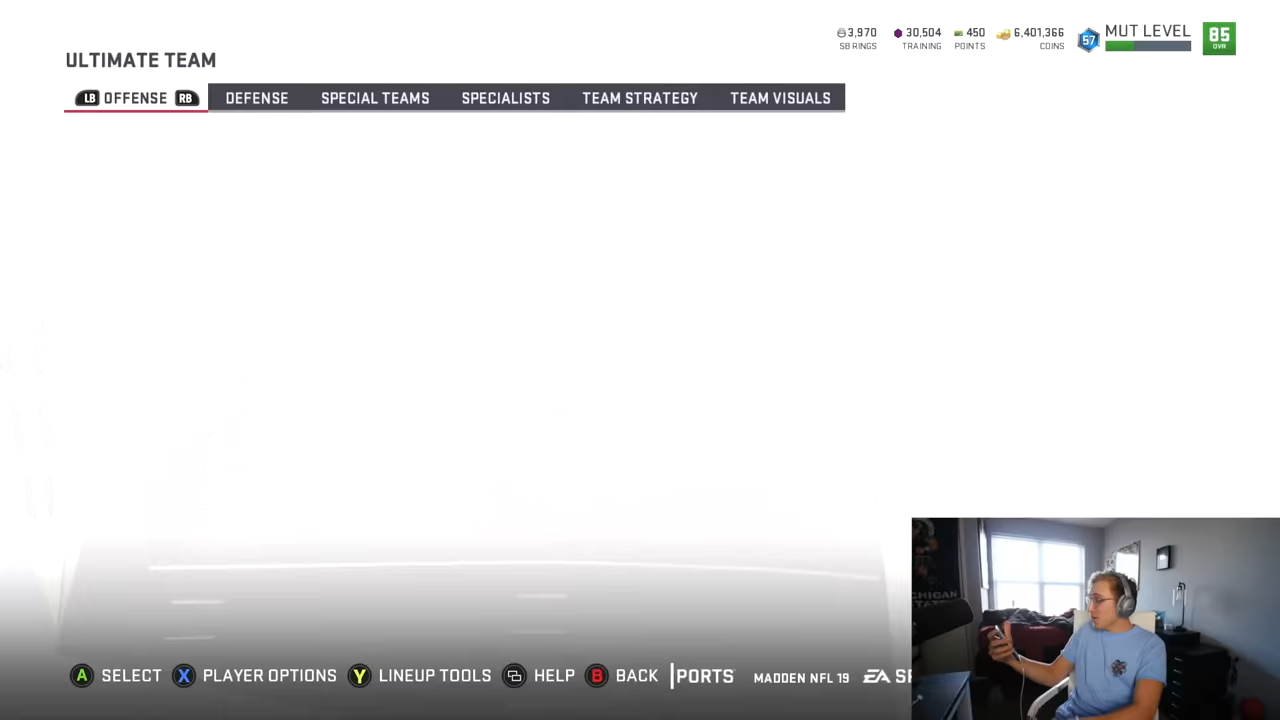 ULTIMATE TEAM
3,970 SB RINGS
30,504 TRAINING
450 POINTS
6,401,366 COINS
57 MUT LEVEL
85 OVR
LB OFFENSE RB DEFENSE SPECIAL TEAMS SPECIALISTS TEAM STRATEGY TEAM VISUALS
A SELECT X PLAYER OPTIONS Y LINEUP TOOLS HELP B BACK PORTS MADDEN NFL 19 EA SP
STATE